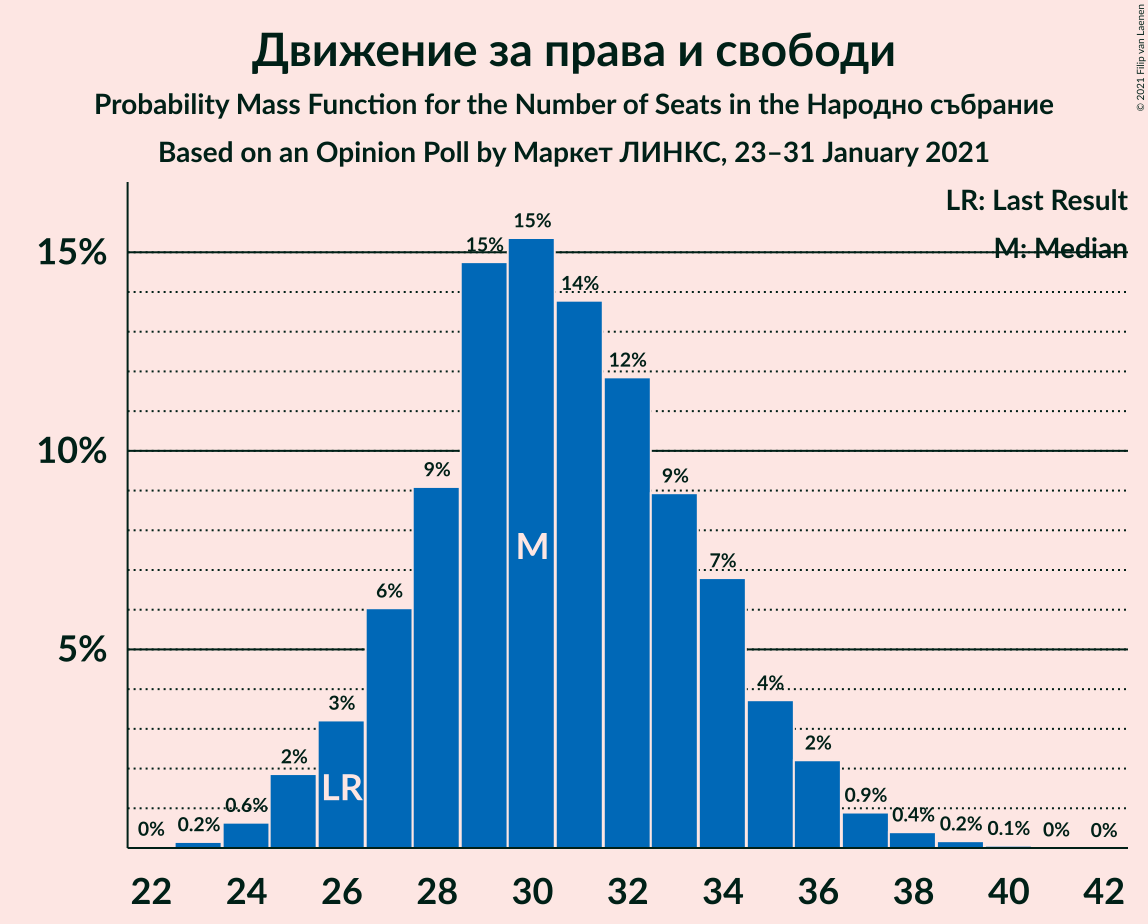 Движение за права и свободи
Probability Mass Function for the Number of Seats in the Народно събрание
Based on an Opinion Poll by Маркет ЛИНКС, 23–31 January 2021
© 2021 Filip van Laenen
LR: Last Result
M: Median
15%
10%
5%
0%
0.2%
0.6%
2%
3%
6%
9%
15%
15%
14%
12%
9%
7%
4%
2%
0.9%
0.4%
0.2%
0.1%
0%
0%
LR
M
22 24 26 28 30 32 34 36 38 40 42